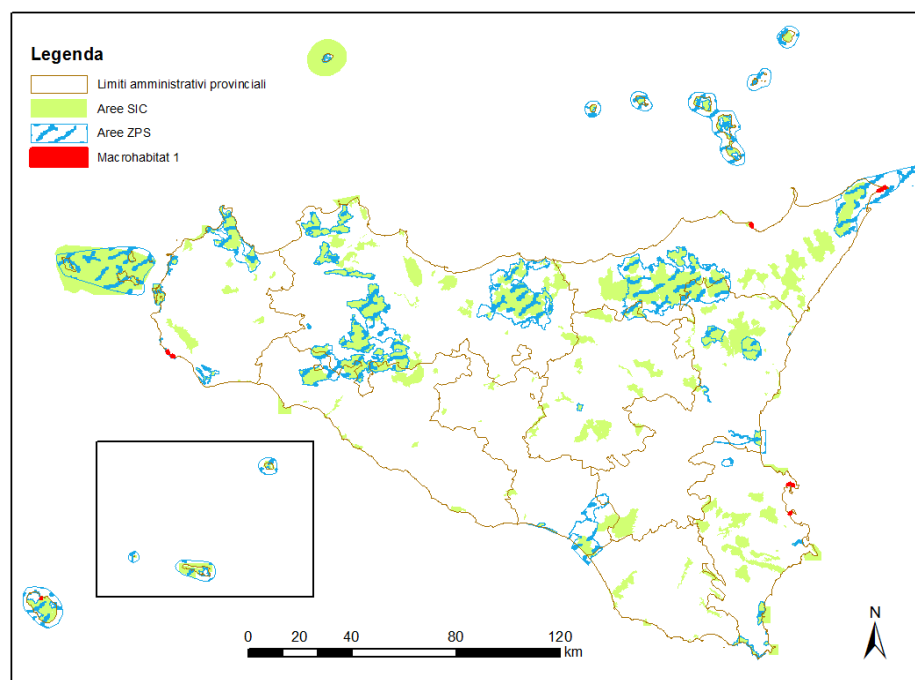 Legenda
Limiti amministrativi provinciali
Aree SIC
Aree ZPS
Macrohabitat 1
N
0 20 40 80 120
km